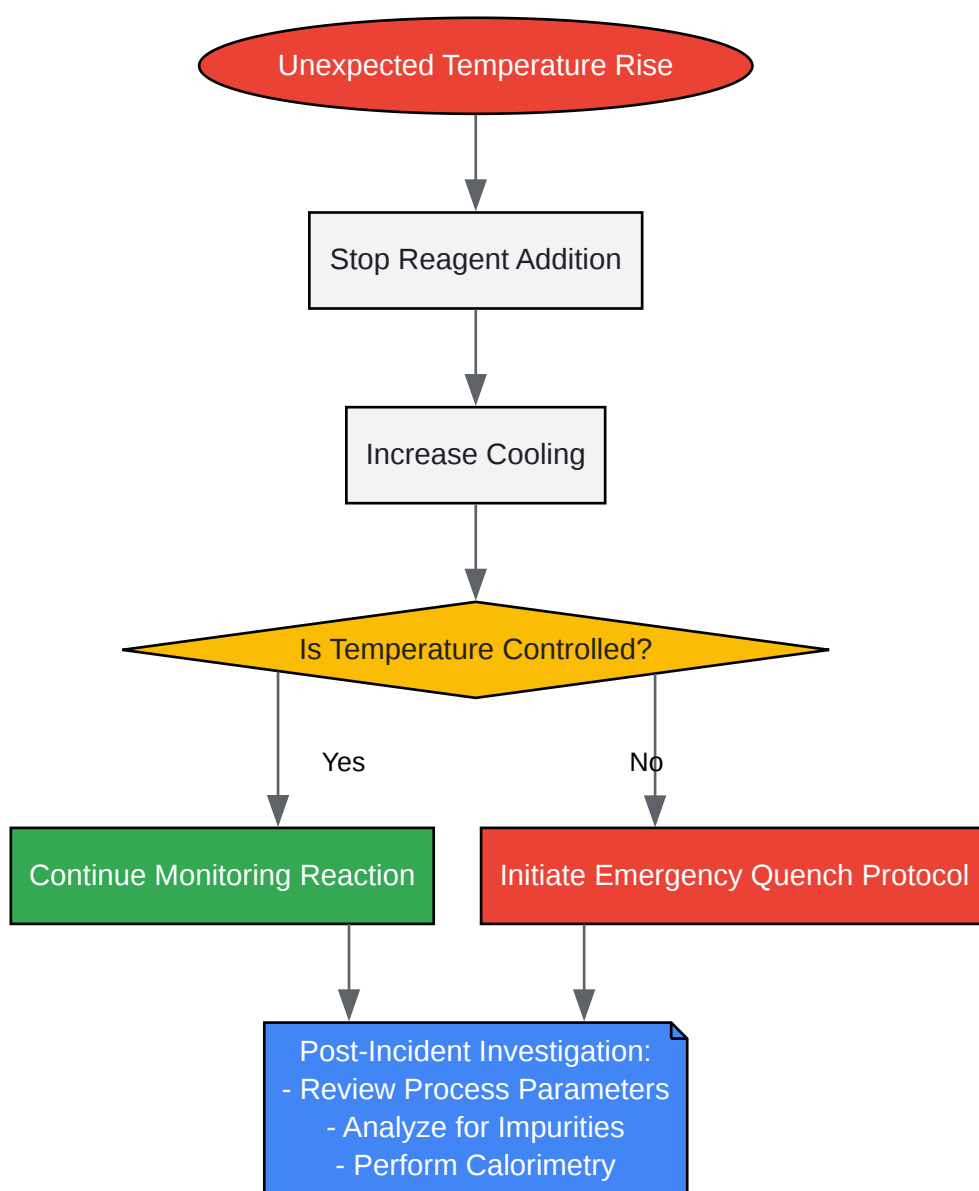 Unexpected Temperature Rise
Stop Reagent Addition
Increase Cooling
Is Temperature Controlled?
Yes
No
Continue Monitoring Reaction
Initiate Emergency Quench Protocol
Post-Incident Investigation:
- Review Process Parameters
- Analyze for Impurities
- Perform Calorimetry